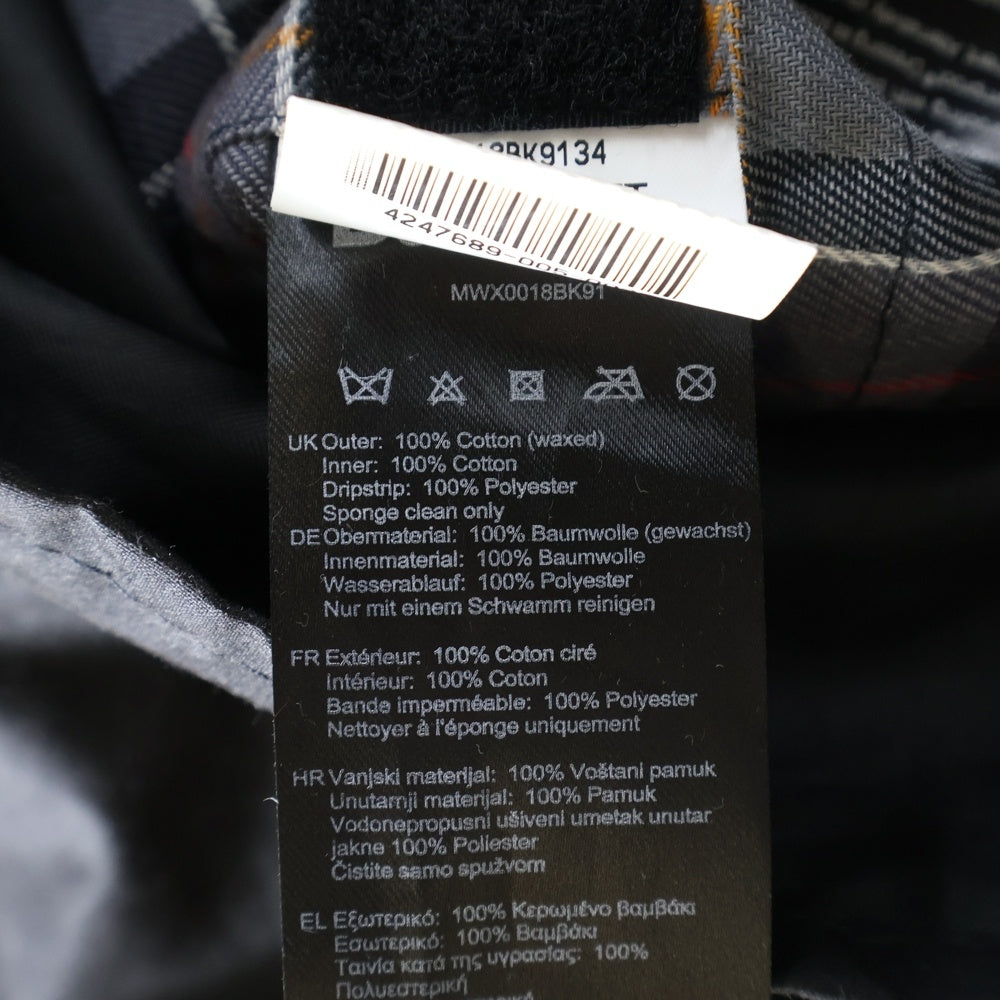 18BK9134
4247689-005
MWX0018BK91
UK Outer: 100% Cotton (waxed)
Inner: 100% Cotton
Dripstrip: 100% Polyester
Sponge clean only
DE Obermaterial: 100% Baumwolle (gewachst)
Innenmaterial: 100% Baumwolle
Wasserablauf: 100% Polyester
Nur mit einem Schwamm reinigen
FR Extérieur: 100% Coton ciré
Intérieur: 100% Coton
Bande imperméable: 100% Polyester
Nettoyer à l'éponge uniquement
HR Vanjski materijal: 100% Voštani pamuk
Unutarnji materijal: 100% Pamuk
Vodonepropusni ušiveni umetak unutar
jakne 100% Poliester
Čistite samo spužvom
EL Εξωτερικό: 100% Κερωμένο βαμβάκι
Εσωτερικό: 100% Βαμβάκι
Ταινία κατά της υγρασίας: 100%
Πολυεστερική